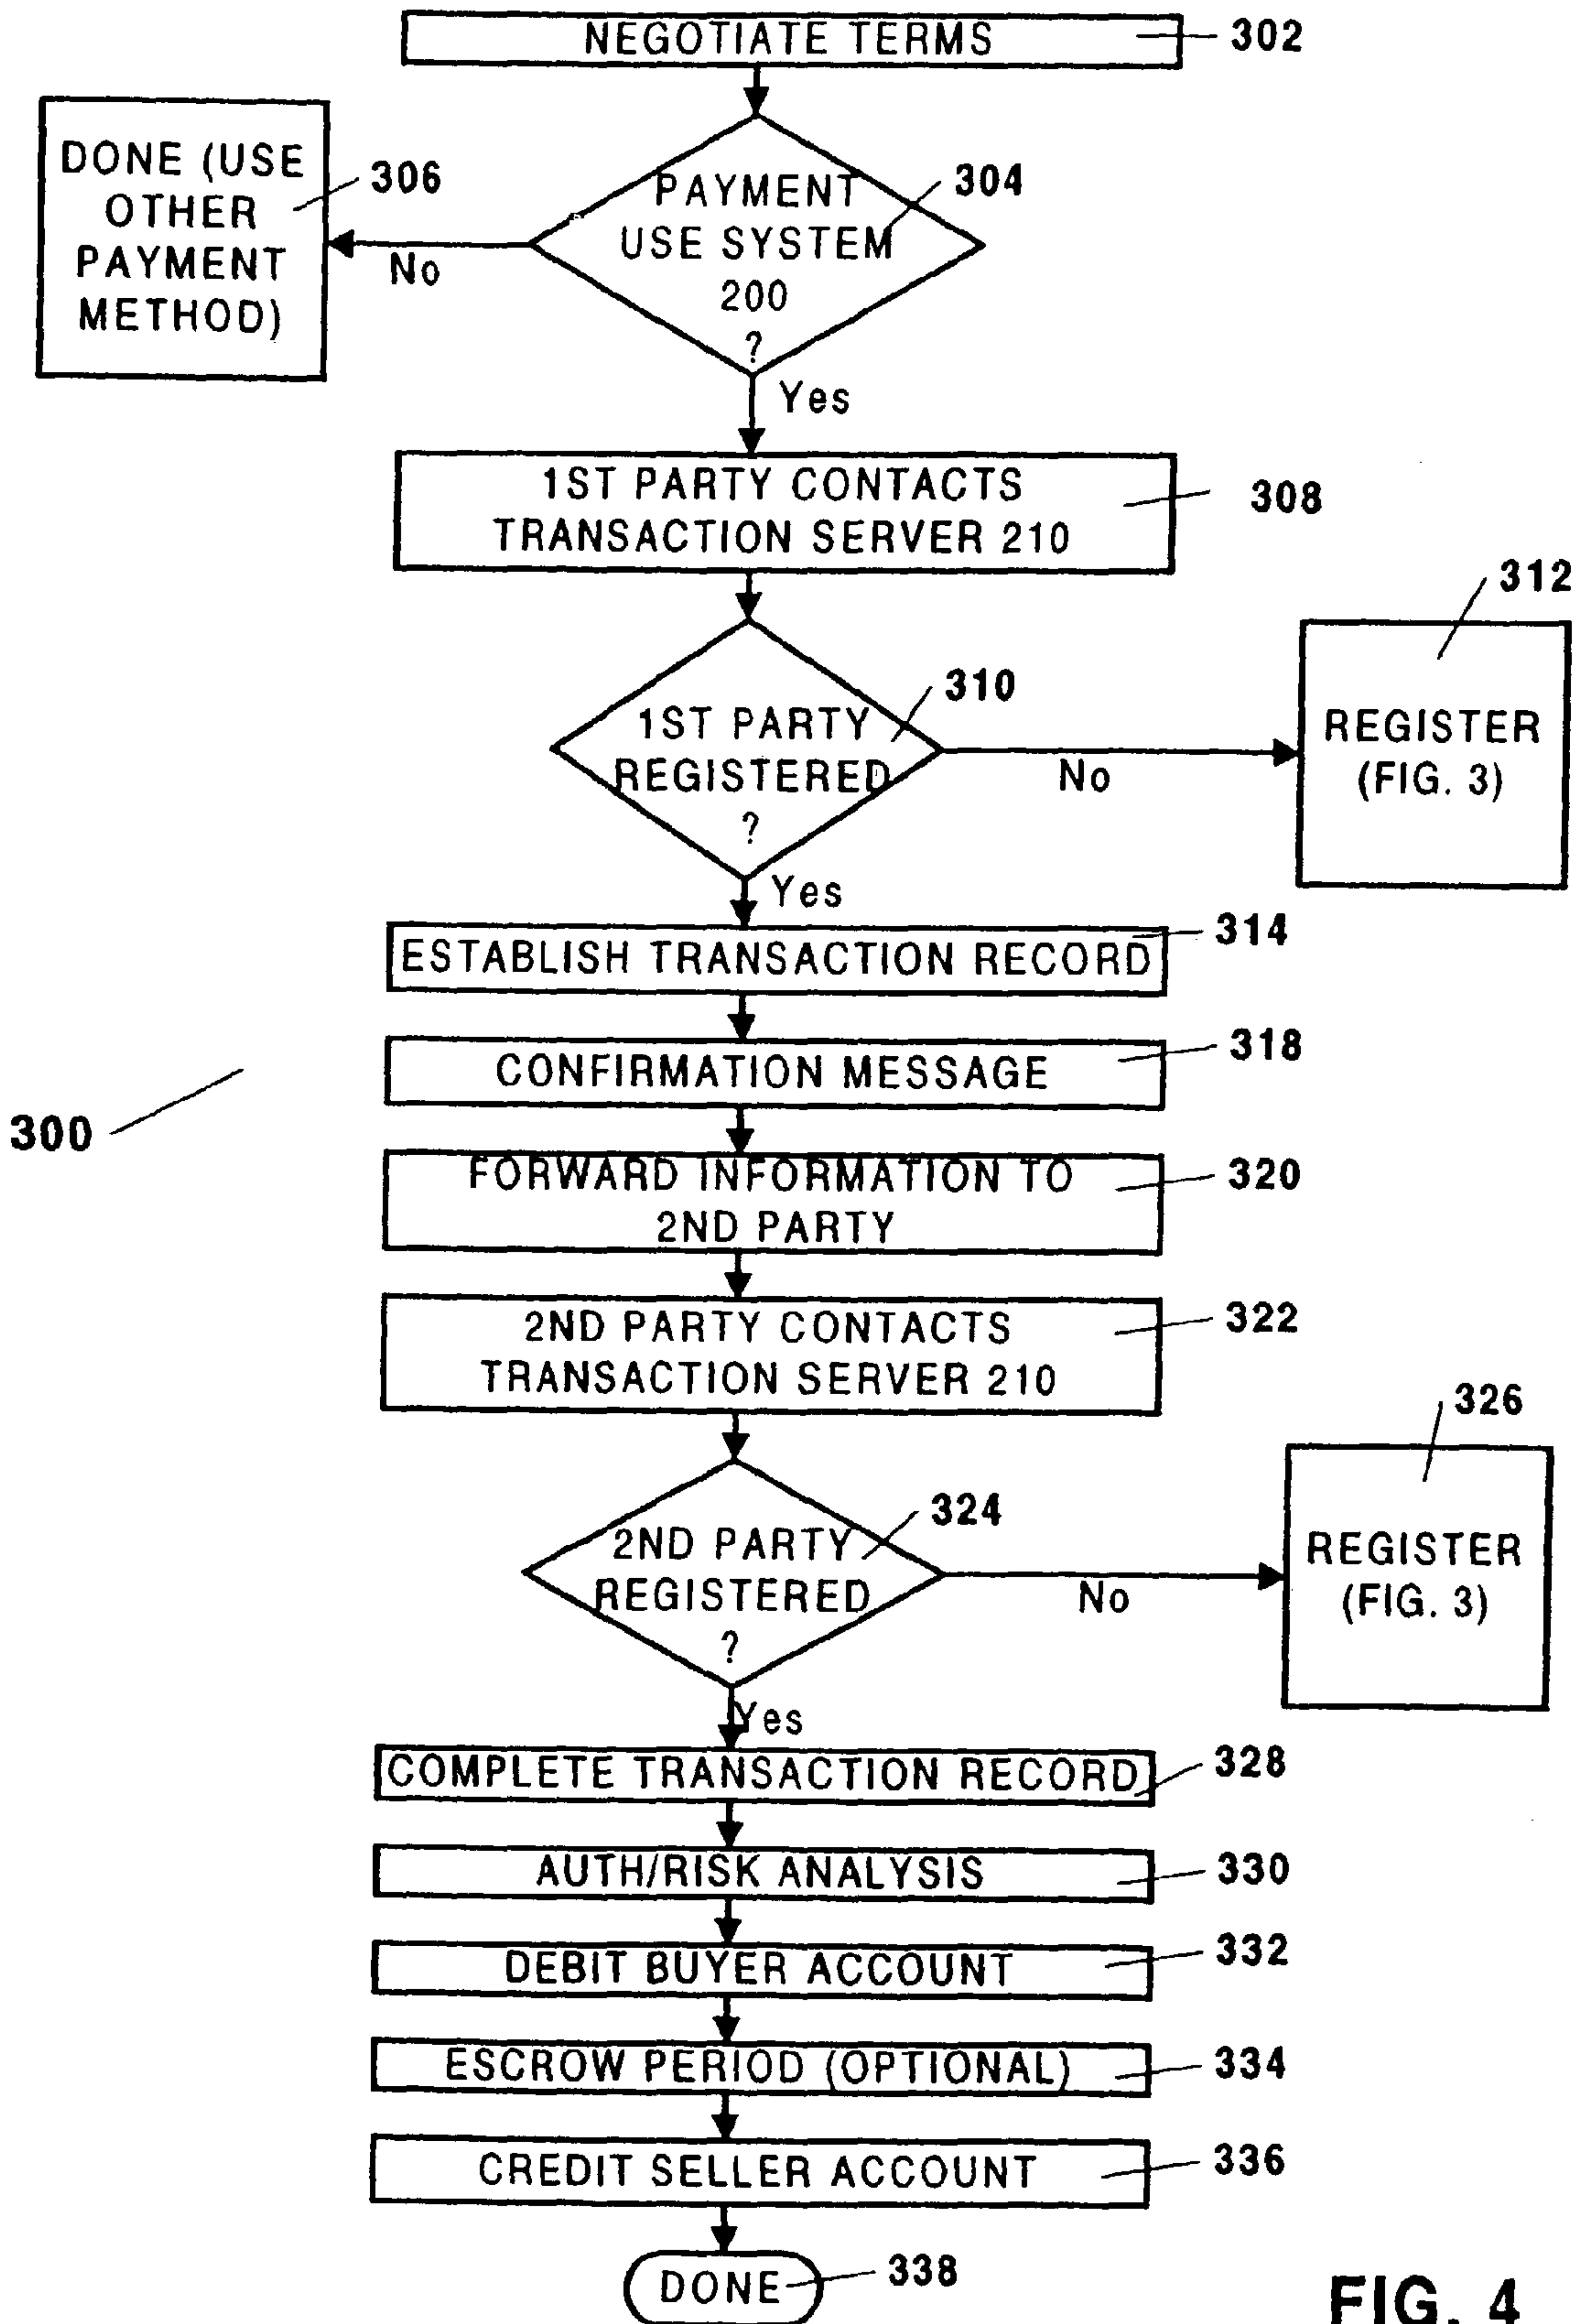 NEGOTIATE TERMS
302
DONE (USE
OTHER
PAYMENT
METHOD)
306
No
PAYMENT
USE SYSTEM
200
?
304
Yes
1ST PARTY CONTACTS
TRANSACTION SERVER 210
308
312
1ST PARTY
REGISTERED
?
310
No
REGISTER
(FIG. 3)
Yes
ESTABLISH TRANSACTION RECORD
314
CONFIRMATION MESSAGE
318
300
FORWARD INFORMATION TO
2ND PARTY
320
2ND PARTY CONTACTS
TRANSACTION SERVER 210
322
326
2ND PARTY
REGISTERED
?
324
No
REGISTER
(FIG. 3)
Yes
COMPLETE TRANSACTION RECORD
328
AUTH/RISK ANALYSIS
330
DEBIT BUYER ACCOUNT
332
ESCROW PERIOD (OPTIONAL)
334
CREDIT SELLER ACCOUNT
336
DONE
338
FIG. 4